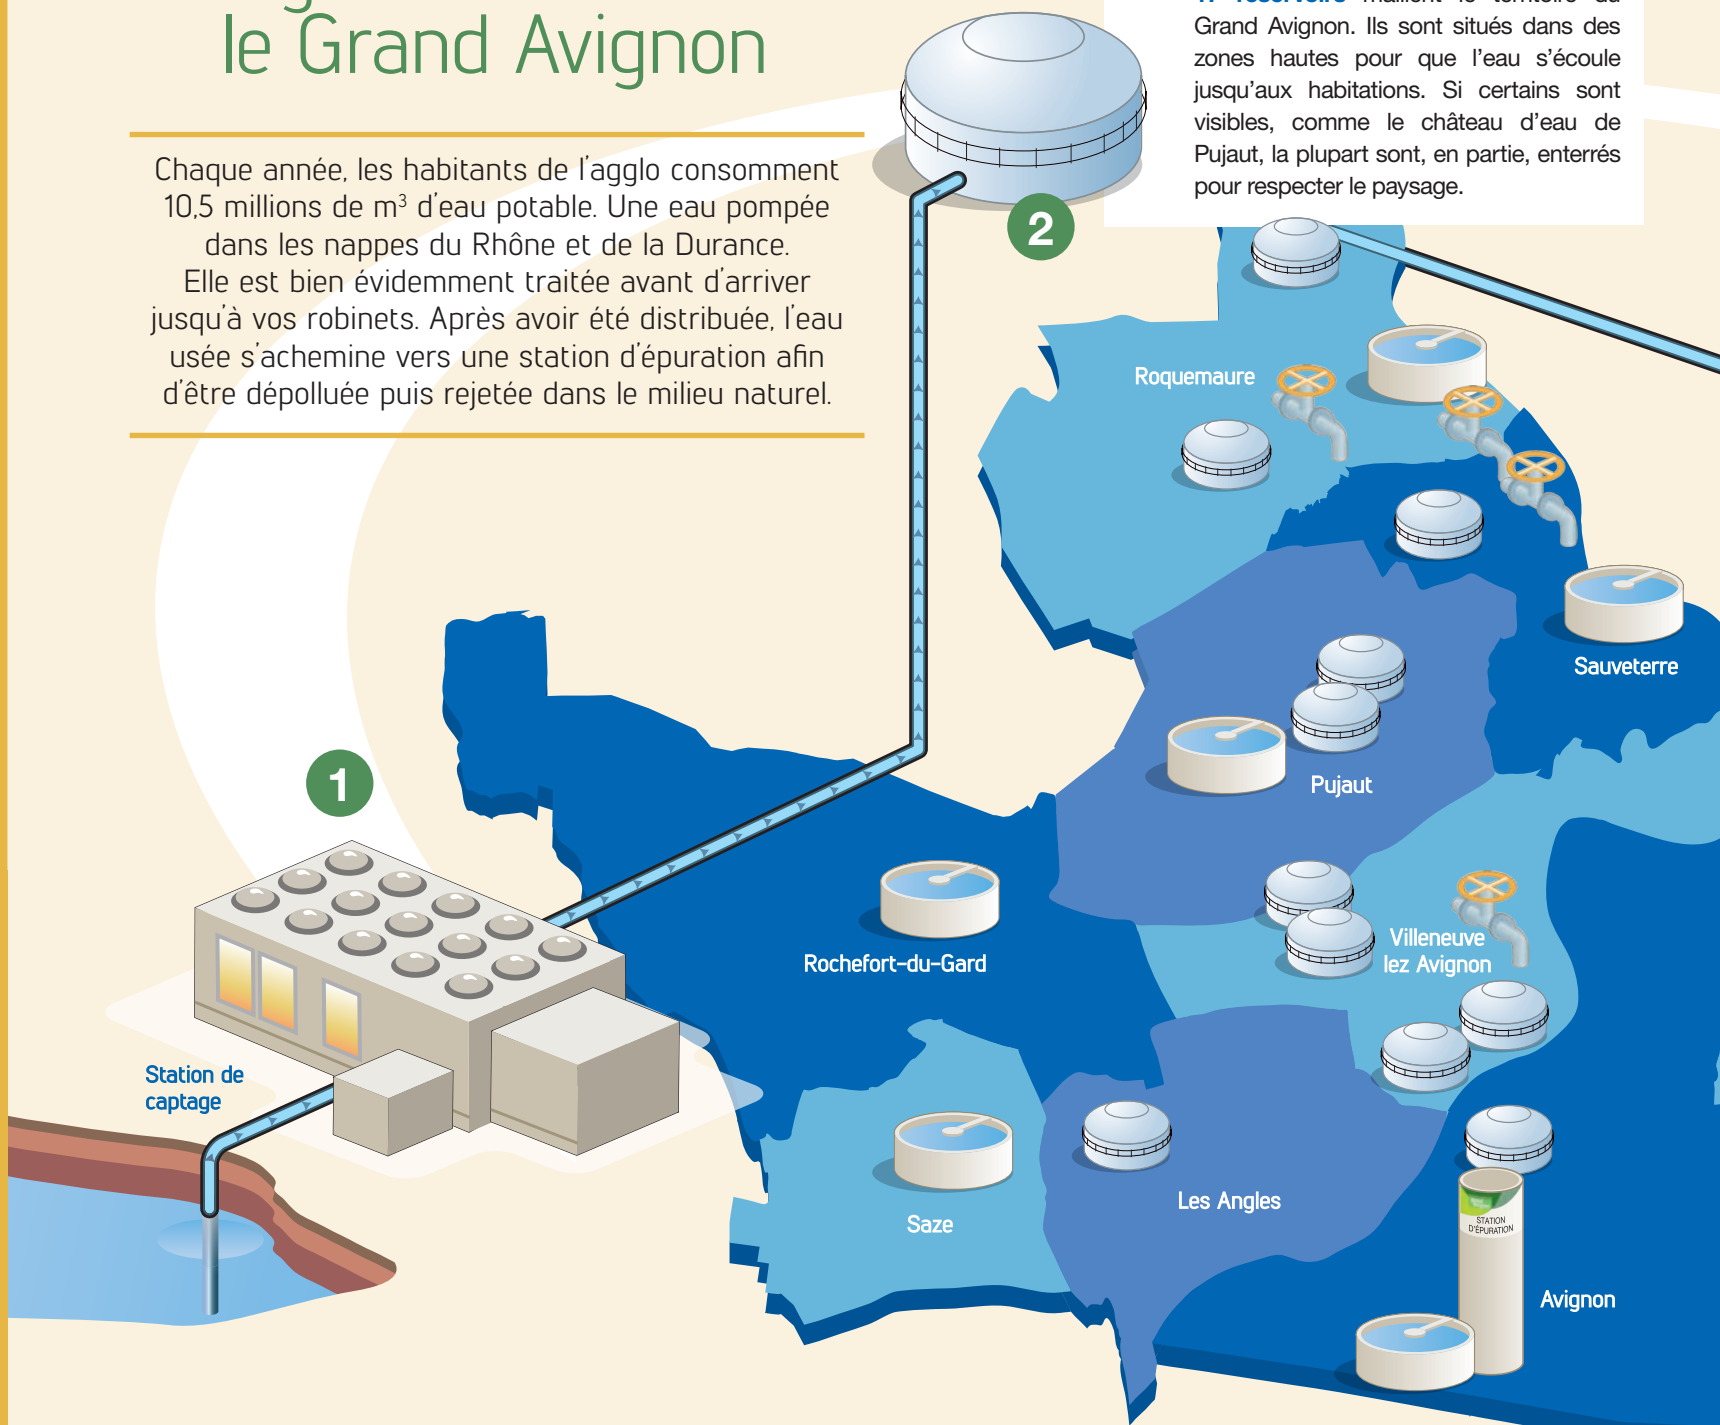 le Grand Avignon
Chaque année, les habitants de l'agglo consomment
10,5 millions de m³ d'eau potable. Une eau pompée
dans les nappes du Rhône et de la Durance.
Elle est bien évidemment traitée avant d'arriver
jusqu'à vos robinets. Après avoir été distribuée, l'eau
usée s'achemine vers une station d'épuration afin
d'être dépolluée puis rejetée dans le milieu naturel.
réservoirs maillent le territoire du
Grand Avignon. Ils sont situés dans des
zones hautes pour que l'eau s'écoule
jusqu'aux habitations. Si certains sont
visibles, comme le château d'eau de
Pujaut, la plupart sont, en partie, enterrés
pour respecter le paysage.
2
Roquemaure
Sauveterre
Pujaut
1
Villeneuve
lez Avignon
Rochefort-du-Gard
Station de
captage
Les Angles
Saze
STATION
D'ÉPURATION
Avignon